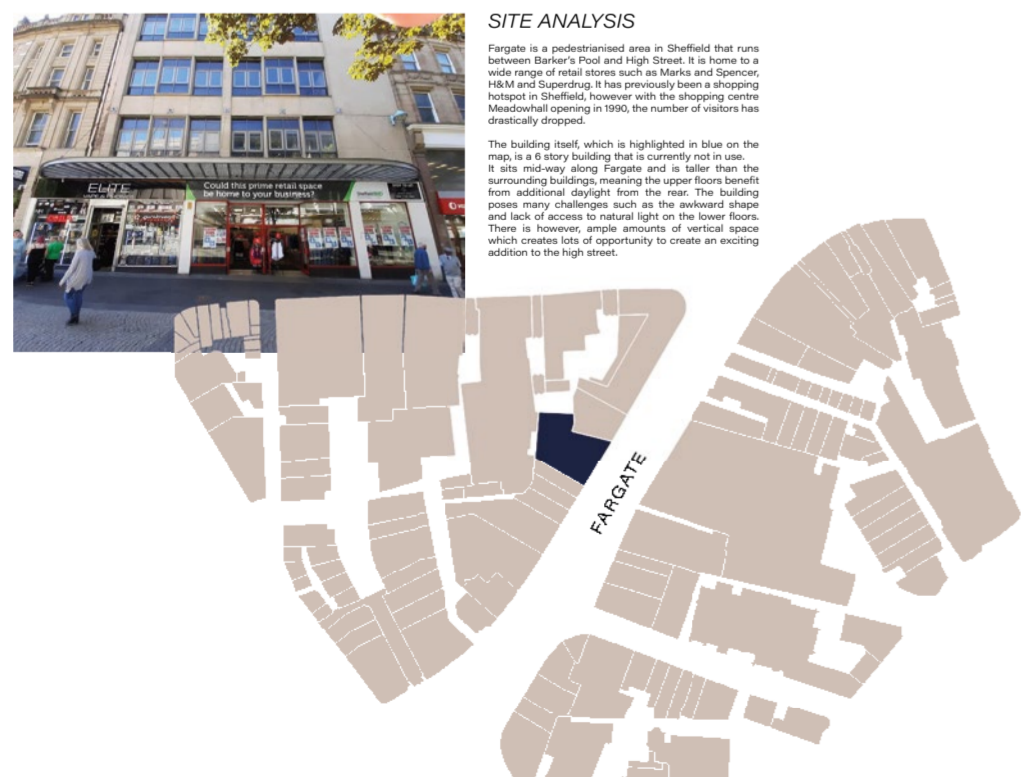 SITE ANALYSIS
Fargate is a pedestrianised area in Sheffield that runs
between Barker's Pool and High Street. It is home to a
wide range of retail stores such as Marks and Spencer,
H&M and Superdrug. It has previously been a shopping
hotspot in Sheffield, however with the shopping centre
Meadowhall opening in 1990, the number of visitors has
drastically dropped.
The building itself, which is highlighted in blue on the
map, is a 6 story building that is currently not in use.
It sits mid-way along Fargate and is taller than the
surrounding buildings, meaning the upper floors benefit
from additional daylight from the rear. The building
poses many challenges such as the awkward shape
and lack of access to natural light on the lower floors.
There is however, ample amounts of vertical space
which creates lots of opportunity to create an exciting
addition to the high street.
ELITE
Could this prime retail space
be home to your business?
FARGATE